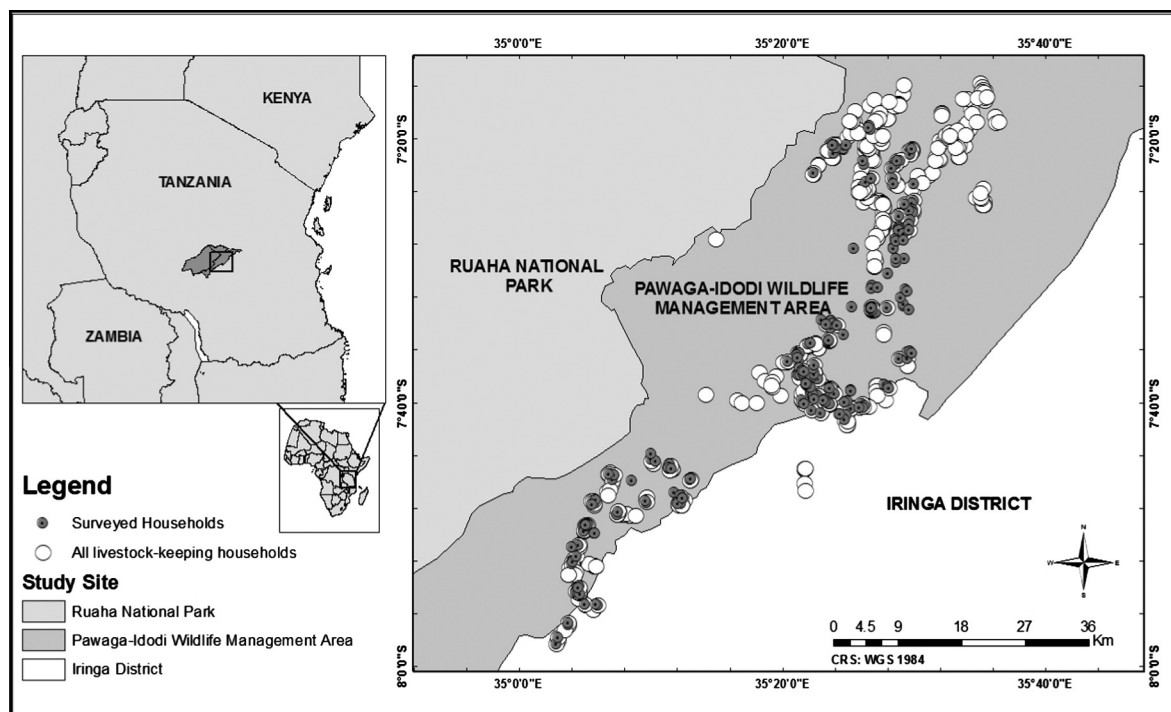 KENYA
TANZANIA
ZAMBIA
Legend
Surveyed Households
All livestock-keeping households
Study Site
Ruaha National Park
Pawaga-Idodi Wildlife Management Area
Iringa District
35°0'0"E
35°20'0"E
35°40'0"E
7°20'0"S
7°40'0"S
8°0'0"S
7°20'0"S
7°40'0"S
8°0'0"S
RUAHA NATIONAL
PARK
PAWAGA-IDODI WILDLIFE
MANAGEMENT AREA
IRINGA DISTRICT
N
W
E
S
0 4.5 9 18 27 36
Km
CRS: WGS 1984
35°0'0"E
35°20'0"E
35°40'0"E